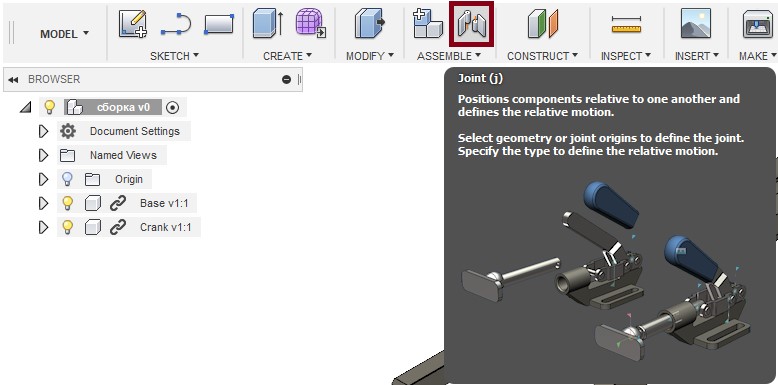 MODEL ▾
SKETCH ▾
CREATE ▾
MODIFY ▾
ASSEMBLE ▾
CONSTRUCT ▾
INSPECT ▾
INSERT ▾
MAKE ▾
BROWSER
сборка v0
Document Settings
Named Views
Origin
Base v1:1
Crank v1:1
Joint (j)
Positions components relative to one another and
defines the relative motion.
Select geometry or joint origins to define the joint.
Specify the type to define the relative motion.